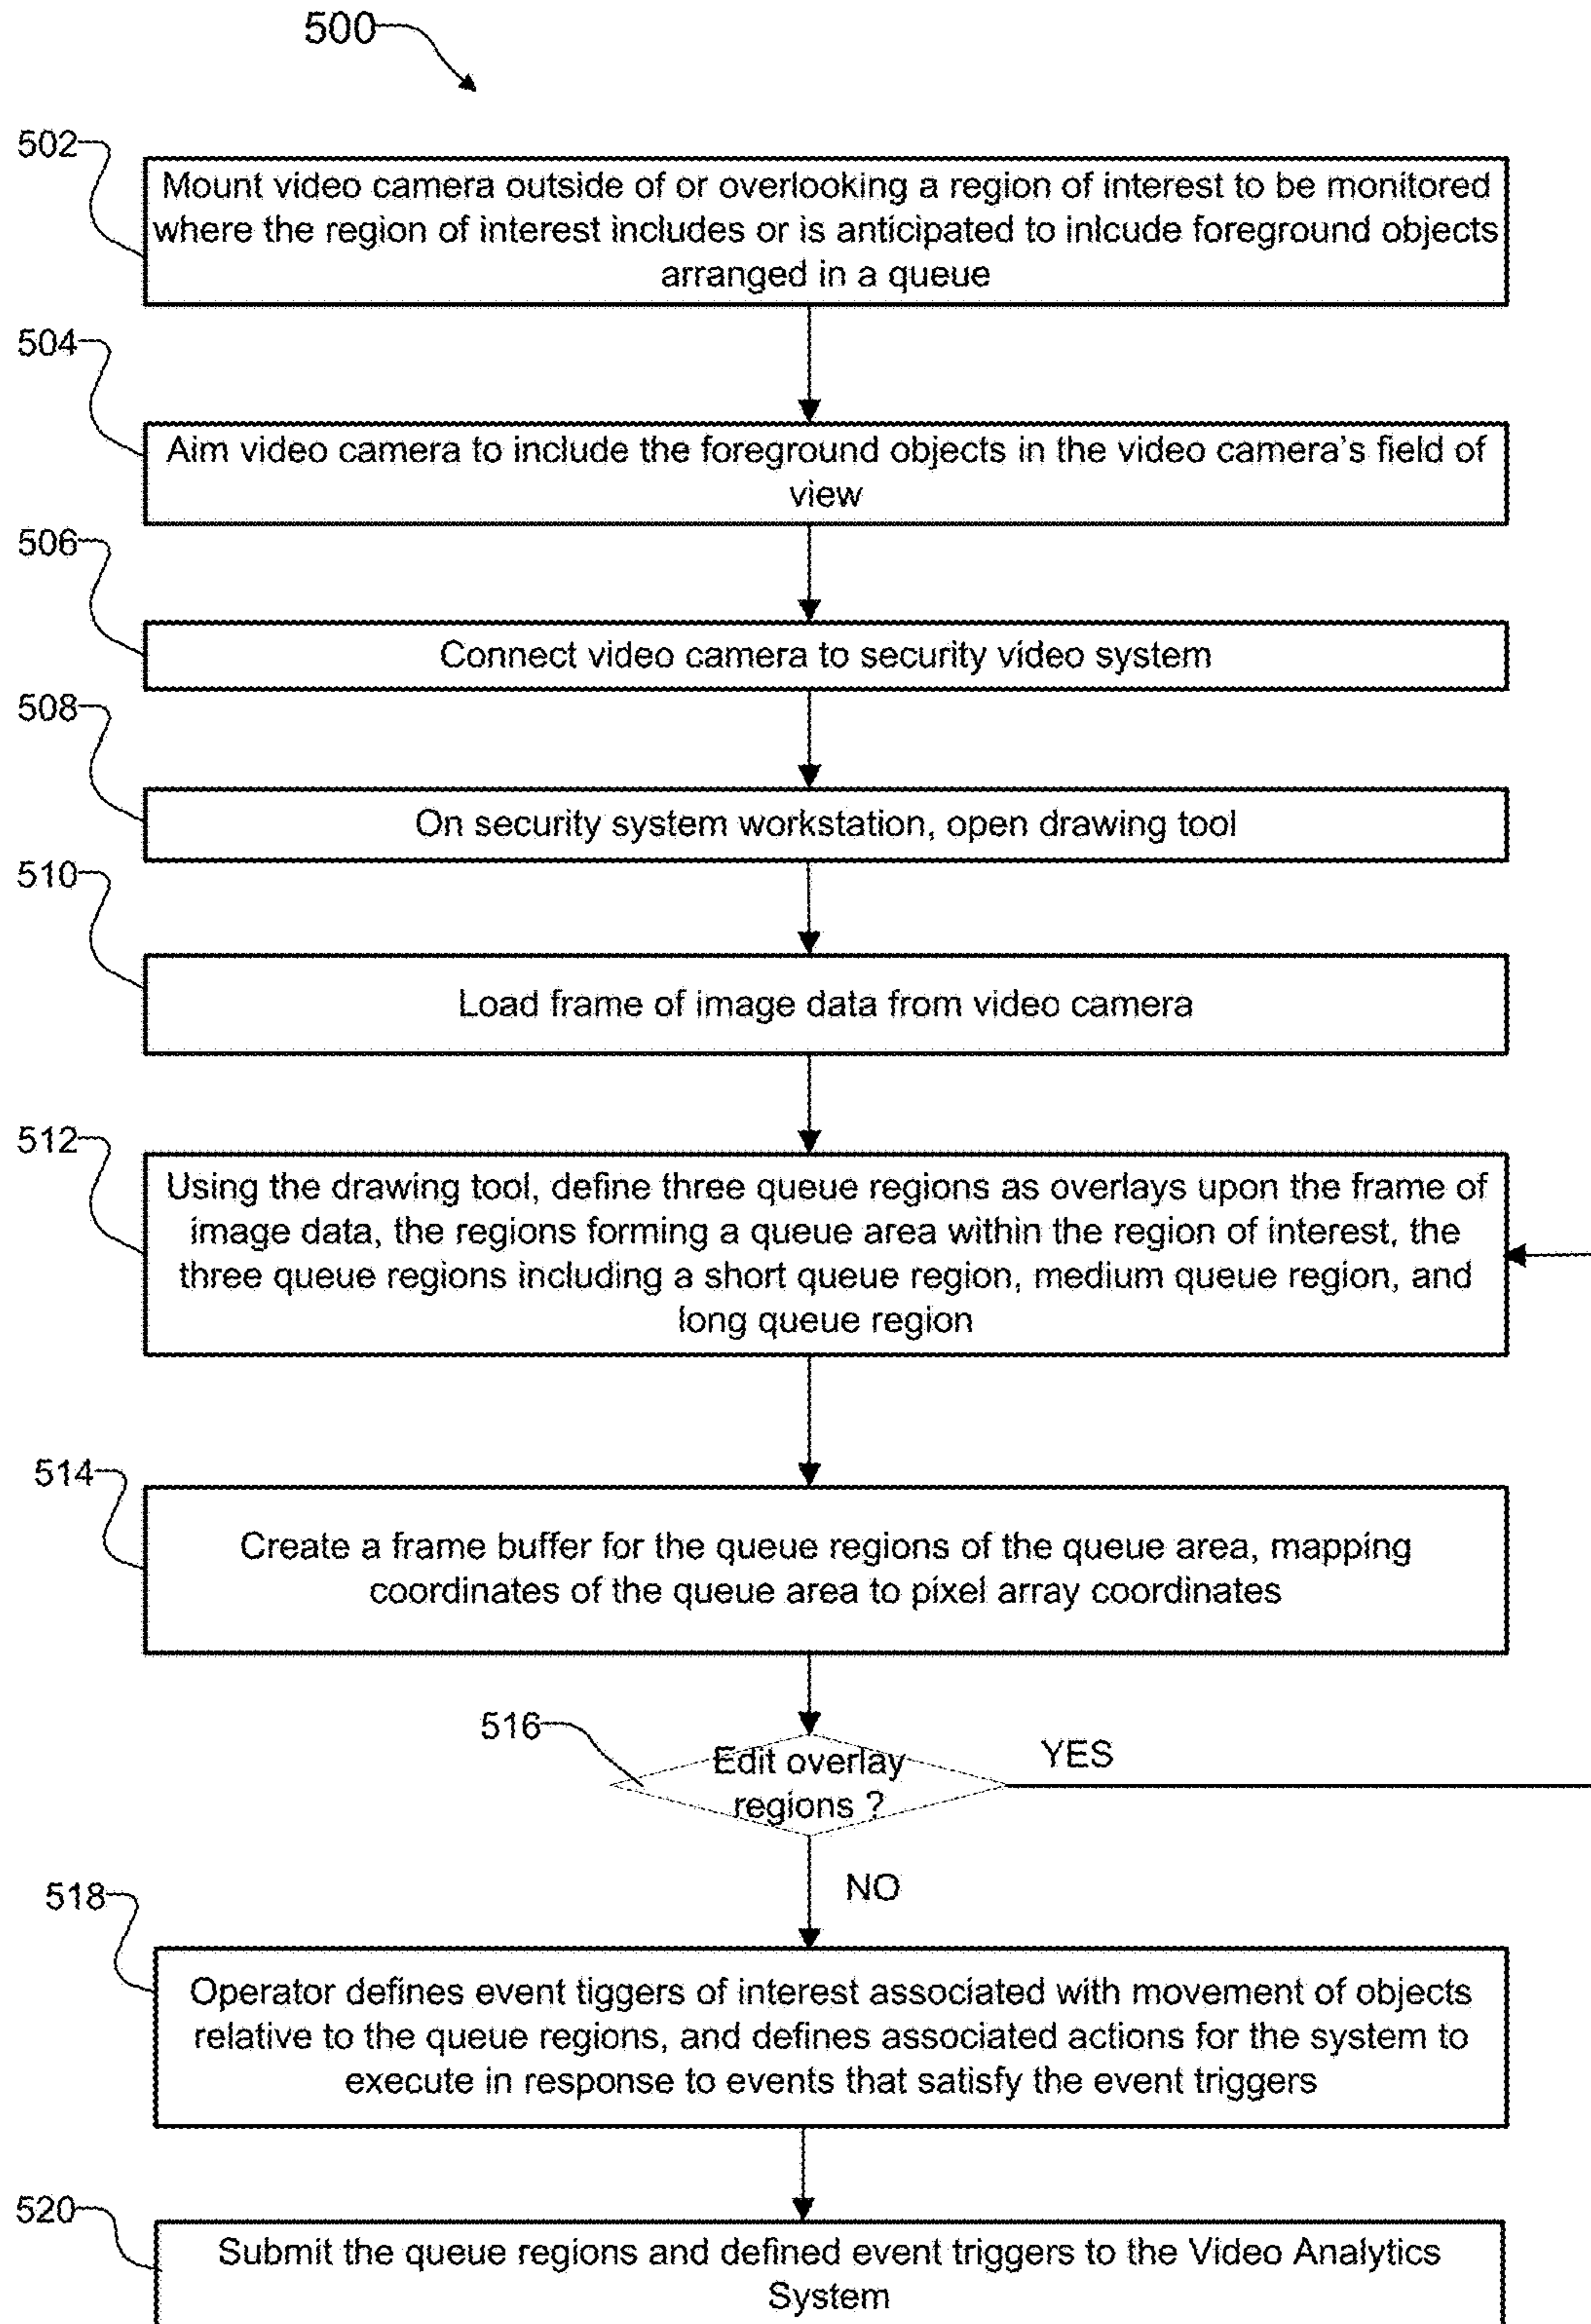 500
502
Mount video camera outside of or overlooking a region of interest to be monitored
where the region of interest includes or is anticipated to inlcude foreground objects
arranged in a queue
504
Aim video camera to include the foreground objects in the video camera's field of
view
506
Connect video camera to security video system
508
On security system workstation, open drawing tool
510
Load frame of image data from video camera
512
Using the drawing tool, define three queue regions as overlays upon the frame of
image data, the regions forming a queue area within the region of interest, the
three queue regions including a short queue region, medium queue region, and
long queue region
514
Create a frame buffer for the queue regions of the queue area, mapping
coordinates of the queue area to pixel array coordinates
516
Edit overlay
regions ?
YES
NO
518
Operator defines event tiggers of interest associated with movement of objects
relative to the queue regions, and defines associated actions for the system to
execute in response to events that satisfy the event triggers
520
Submit the queue regions and defined event triggers to the Video Analytics
System